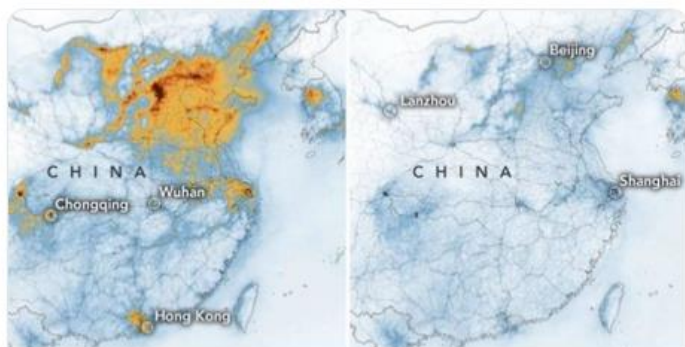 CHINA
Wuhan
Chongqing
Hong Kong
Beijing
Lanzhou
CHINA
Shanghai